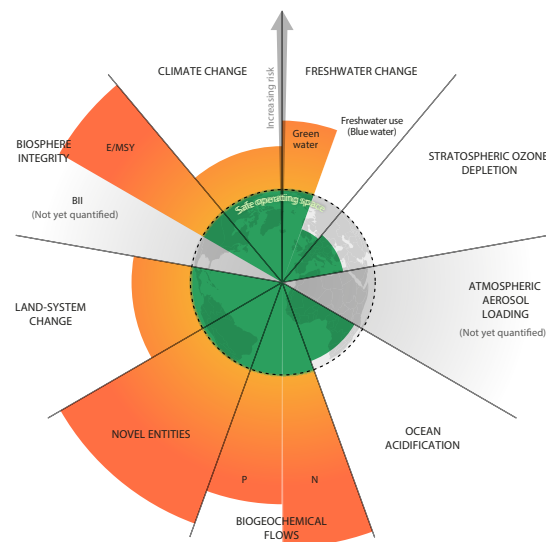 CLIMATE CHANGE
FRESHWATER CHANGE
Increasing risk
Green
water
Freshwater use
(Blue water)
STRATOSPHERIC OZONE
DEPLETION
BIOSPHERE
INTEGRITY
E/MSY
BII
(Not yet quantified)
Safe operating space
ATMOSPHERIC
AEROSOL
LOADING
(Not yet quantified)
LAND-SYSTEM
CHANGE
NOVEL ENTITIES
OCEAN
ACIDIFICATION
P
N
BIOGEOCHEMICAL
FLOWS